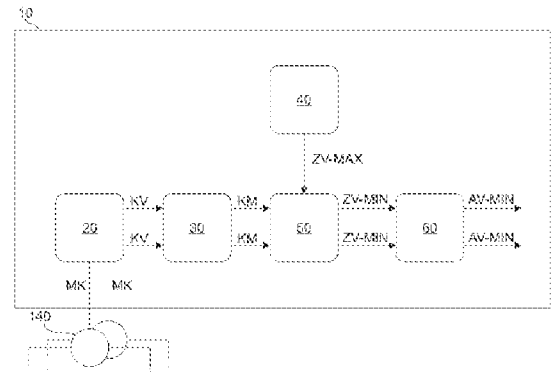 10
40
ZV-MAX
KV KM ZV-MIN AV-MIN
20 30 50 60
KV KM ZV-MIN AV-MIN
MK MK
140